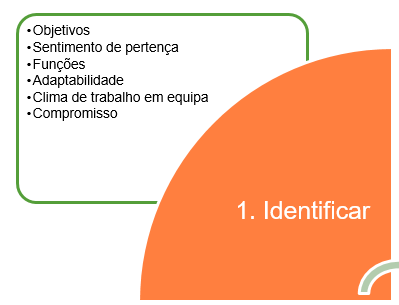 •Objetivos
•Sentimento de pertença
•Funções
•Adaptabilidade
•Clima de trabalho em equipa
•Compromisso
1. Identificar